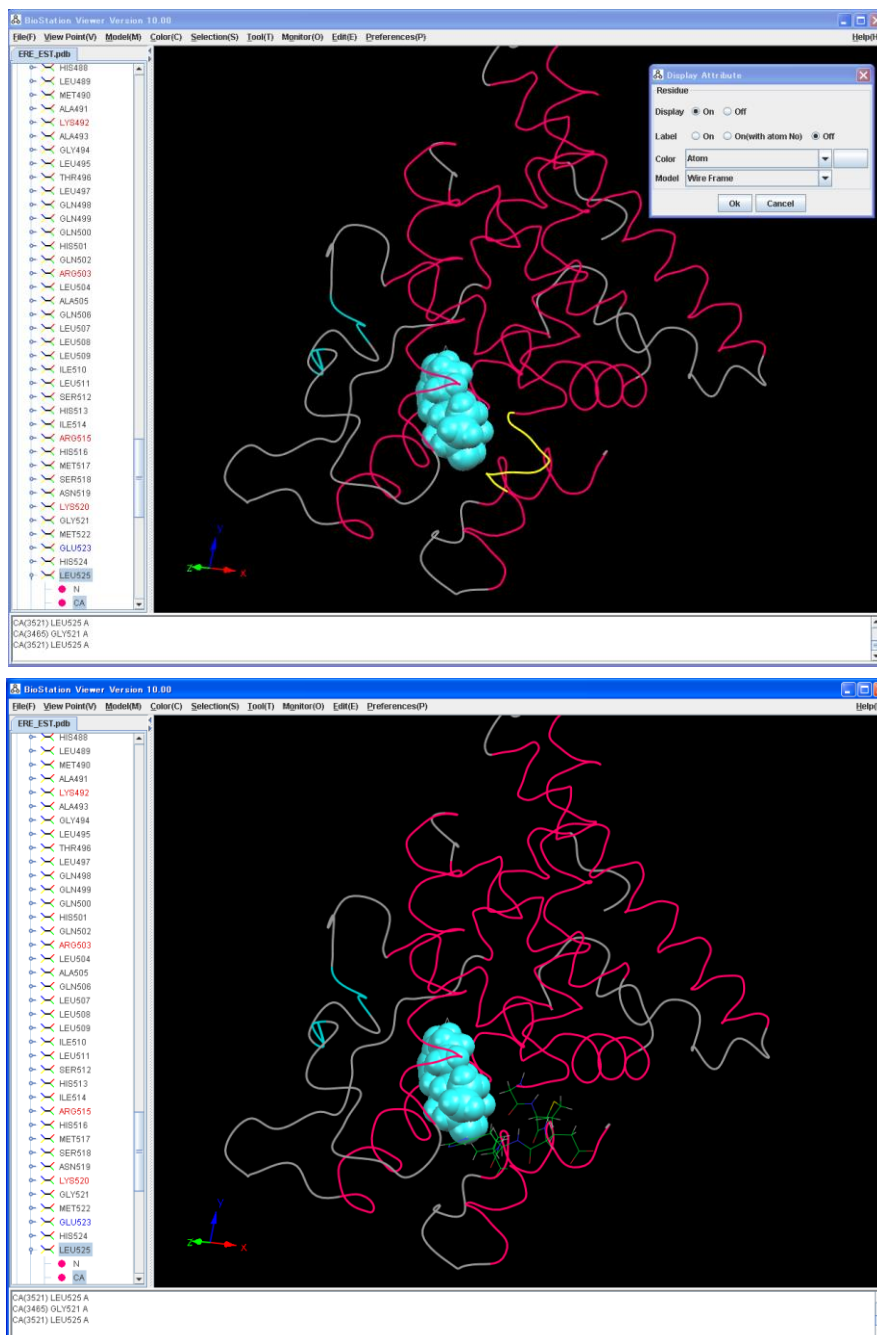 BioStation Viewer Version 10.00
File(F) View Point(V) Model(M) Color(C) Selection(S) Tool(T) Monitor(O) Edit(E) Preferences(P) Help(H
ERE_EST.pdb
HIS488
LEU489
MET490
ALA491
LYS492
ALA493
GLY494
LEU495
THR496
LEU497
GLN498
GLN499
GLN500
HIS501
GLN502
ARG503
LEU504
ALA505
GLN506
LEU507
LEU508
LEU509
ILE510
LEU511
SER512
HIS513
ILE514
ARG515
HIS516
MET517
SER518
ASN519
LYS520
GLY521
MET522
GLU523
HIS524
LEU525
N
CA
Display Attribute
Residue
Display On Off
Label On On(with atom No) Off
Color Atom
Model Wire Frame
Ok Cancel
Y
Z X
CA(3521) LEU525 A
CA(3465) GLY521 A
CA(3521) LEU525 A
BioStation Viewer Version 10.00
File(F) View Point(V) Model(M) Color(C) Selection(S) Tool(T) Monitor(O) Edit(E) Preferences(P) Help(
ERE_EST.pdb
HIS488
LEU489
MET490
ALA491
LYS492
ALA493
GLY494
LEU495
THR496
LEU497
GLN498
GLN499
GLN500
HIS501
GLN502
ARG503
LEU504
ALA505
GLN506
LEU507
LEU508
LEU509
ILE510
LEU511
SER512
HIS513
ILE514
ARG515
HIS516
MET517
SER518
ASN519
LYS520
GLY521
MET522
GLU523
HIS524
LEU525
N
CA
Y
Z X
CA(3521) LEU525 A
CA(3465) GLY521 A
CA(3521) LEU525 A